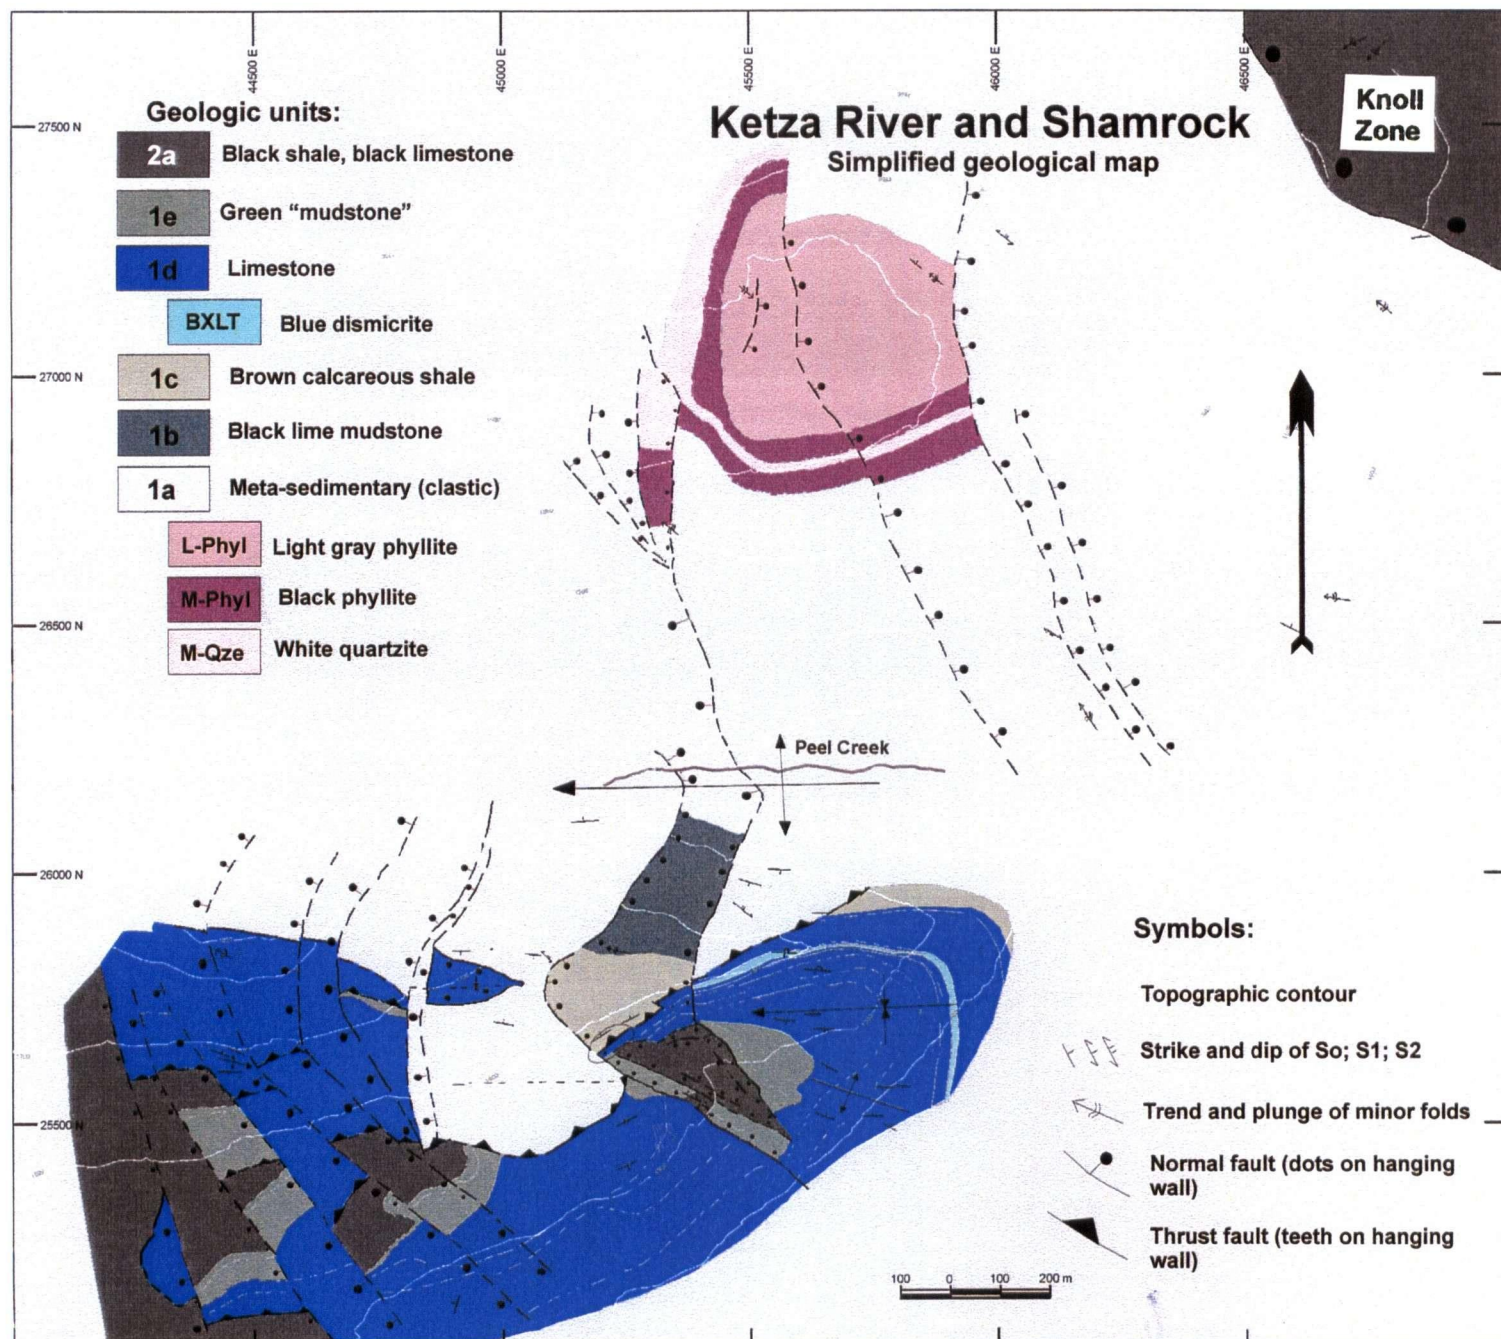 44500 E
45000 E
45500 E
46000 E
46500 E
27500 N
27000 N
26500 N
26000 N
25500 N
Ketza River and Shamrock
Simplified geological map
Knoll
Zone
Geologic units:
2a Black shale, black limestone
1e Green “mudstone”
1d Limestone
BXLT Blue dismicrite
1c Brown calcareous shale
1b Black lime mudstone
1a Meta-sedimentary (clastic)
L-Phyl Light gray phyllite
M-Phyl Black phyllite
M-Qze White quartzite
Peel Creek
Symbols:
Topographic contour
Strike and dip of So; S1; S2
Trend and plunge of minor folds
Normal fault (dots on hanging
wall)
Thrust fault (teeth on hanging
wall)
100 0 100 200 m